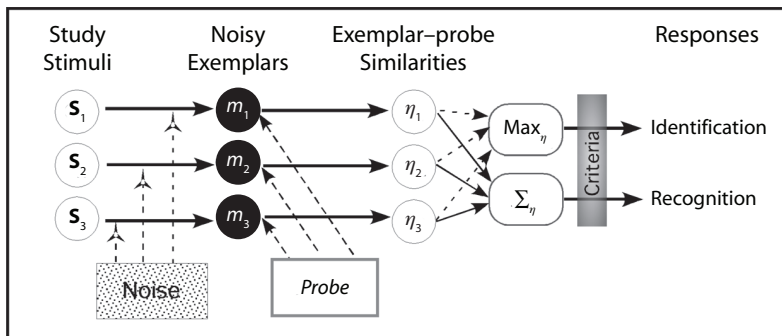 Study Stimuli
Noisy Exemplars
Exemplar–probe Similarities
Responses
S₁ m₁ η₁
S₂ m₂ η₂
S₃ m₃ η₃
Max_η
Σ_η
Criteria
Identification
Recognition
Noise
Probe